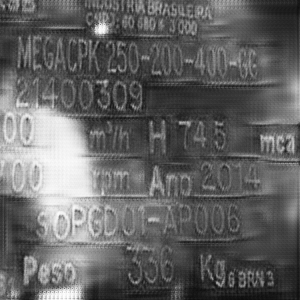 INDUSTRIA BRASILEIRA
MEGACPK 250-200-400-GG
21400309
00 m³/h H 74.5 mca
700 rpm Ano 2014
SOPGD01-AP006
Peso 336 Kg